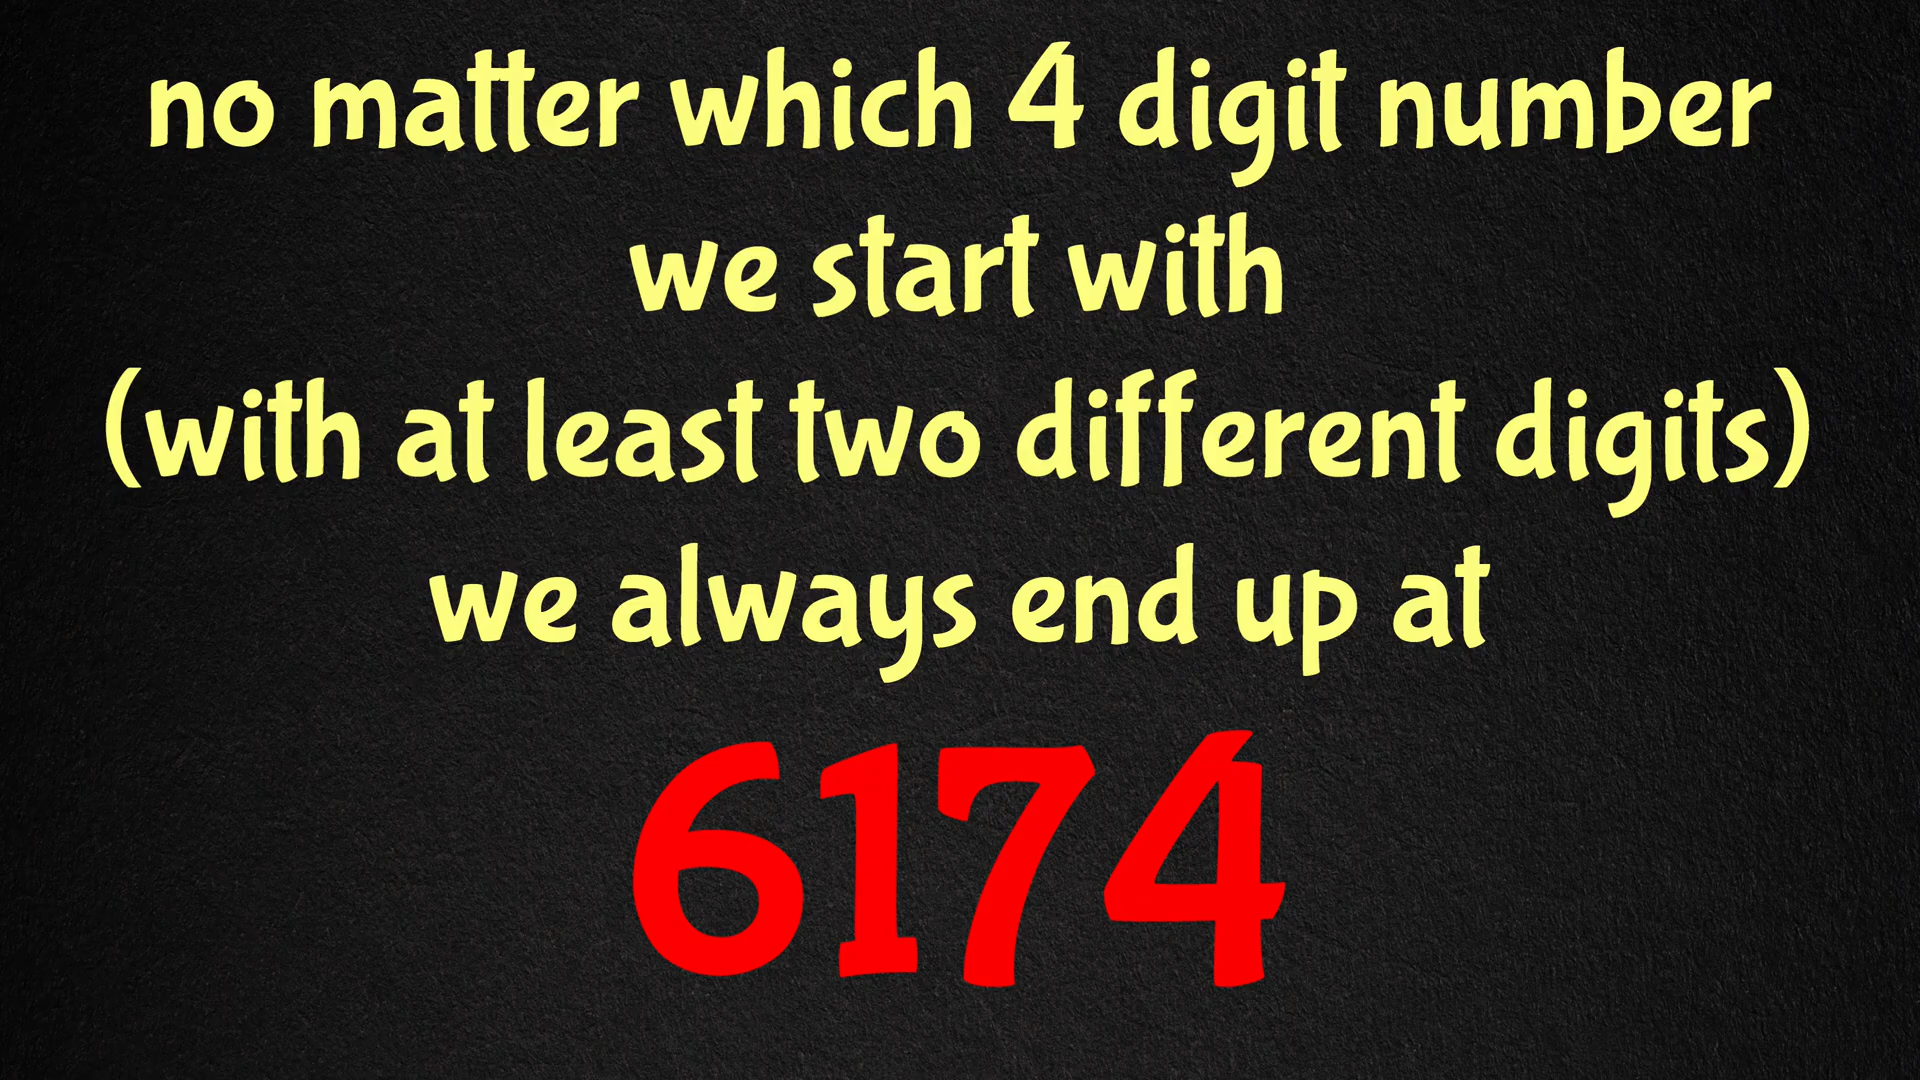 no matter which 4 digit number
we start with
(with at least two different digits)
we always end up at
6174